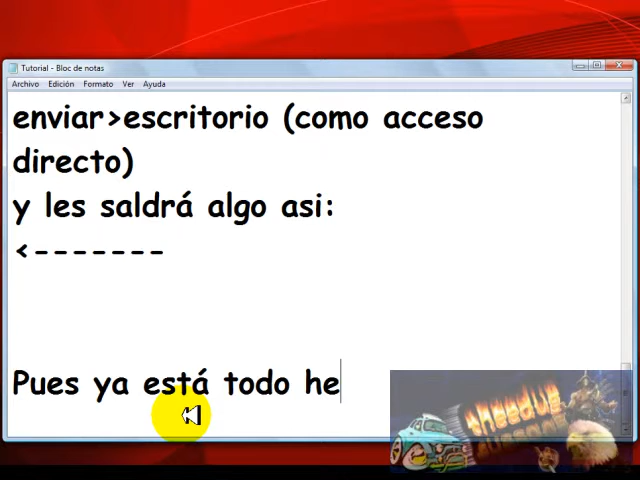 Tutorial - Bloc de notas
Archivo Edición Formato Ver Ayuda
enviar>escritorio (como acceso
directo)
y les saldrá algo asi:
<-------
Pues ya está todo he